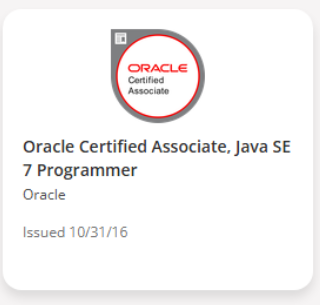 ORACLE
Certified
Associate
Oracle Certified Associate, Java SE
7 Programmer
Oracle
Issued 10/31/16